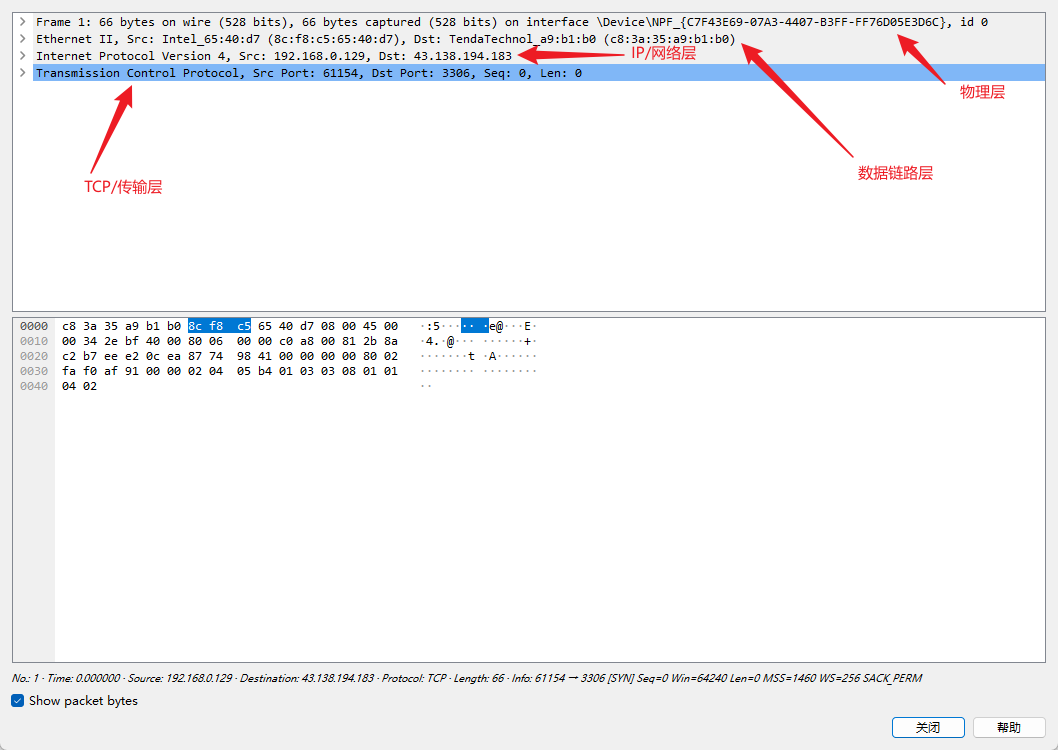 Frame 1: 66 bytes on wire (528 bits), 66 bytes captured (528 bits) on interface \Device\NPF_{C7F43E69-07A3-4407-B3FF-FF76D05E3D6C}, id 0
Ethernet II, Src: Intel_65:40:d7 (8c:f8:c5:65:40:d7), Dst: TendaTechnol_a9:b1:b0 (c8:3a:35:a9:b1:b0)
Internet Protocol Version 4, Src: 192.168.0.129, Dst: 43.138.194.183
IP/网络层
Transmission Control Protocol, Src Port: 61154, Dst Port: 3306, Seq: 0, Len: 0
物理层
数据链路层
TCP/传输层
0000 c8 3a 35 a9 b1 b0 8c f8 c5 65 40 d7 08 00 45 00 ·:5··· ·· ·e@···E·
0010 00 34 2e bf 40 00 80 06 00 00 c0 a8 00 81 2b 8a ·4.·@··· ······+·
0020 c2 b7 ee e2 0c ea 87 74 98 41 00 00 00 00 80 02 ·······t ·A······
0030 fa f0 af 91 00 00 02 04 05 b4 01 03 03 08 01 01 ········ ········
0040 04 02 ··
No.: 1 · Time: 0.000000 · Source: 192.168.0.129 · Destination: 43.138.194.183 · Protocol: TCP · Length: 66 · Info: 61154 → 3306 [SYN] Seq=0 Win=64240 Len=0 MSS=1460 WS=256 SACK_PERM
Show packet bytes
关闭 帮助